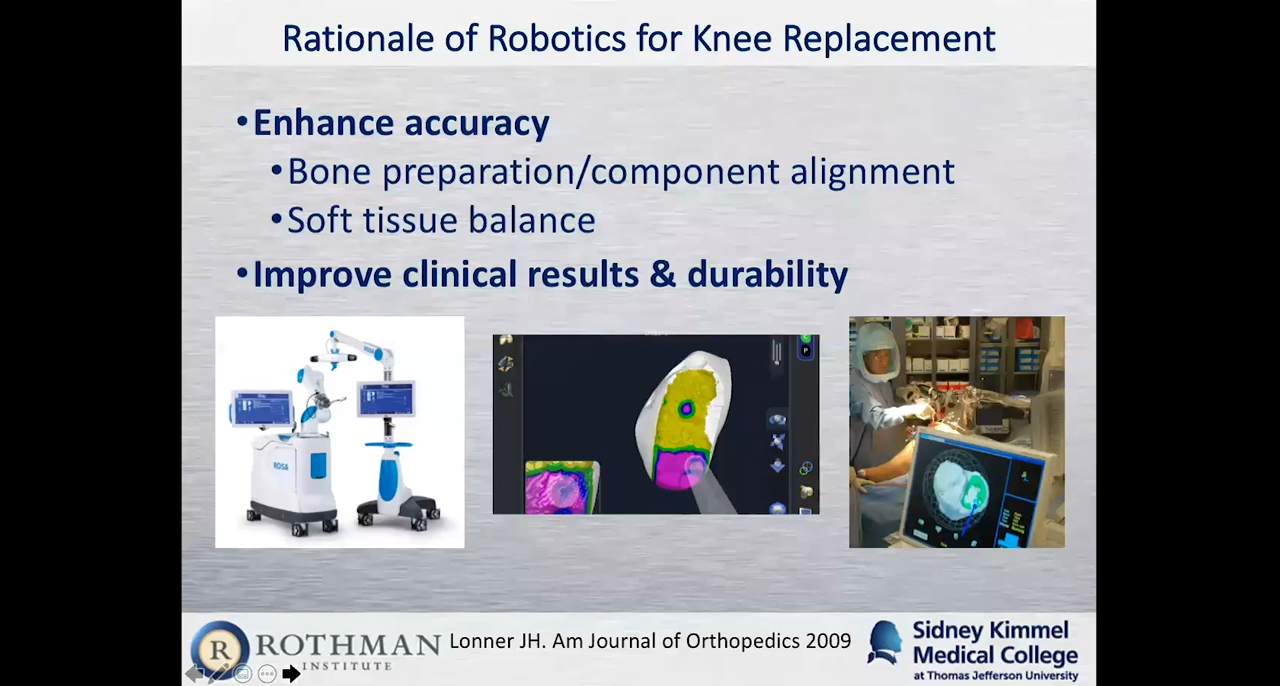 Rationale of Robotics for Knee Replacement
•Enhance accuracy
•Bone preparation/component alignment
•Soft tissue balance
•Improve clinical results & durability
ROSA
ROSA
P
R ROTHMAN
INSTITUTE
Lonner JH. Am Journal of Orthopedics 2009
Sidney Kimmel
Medical College
at Thomas Jefferson University